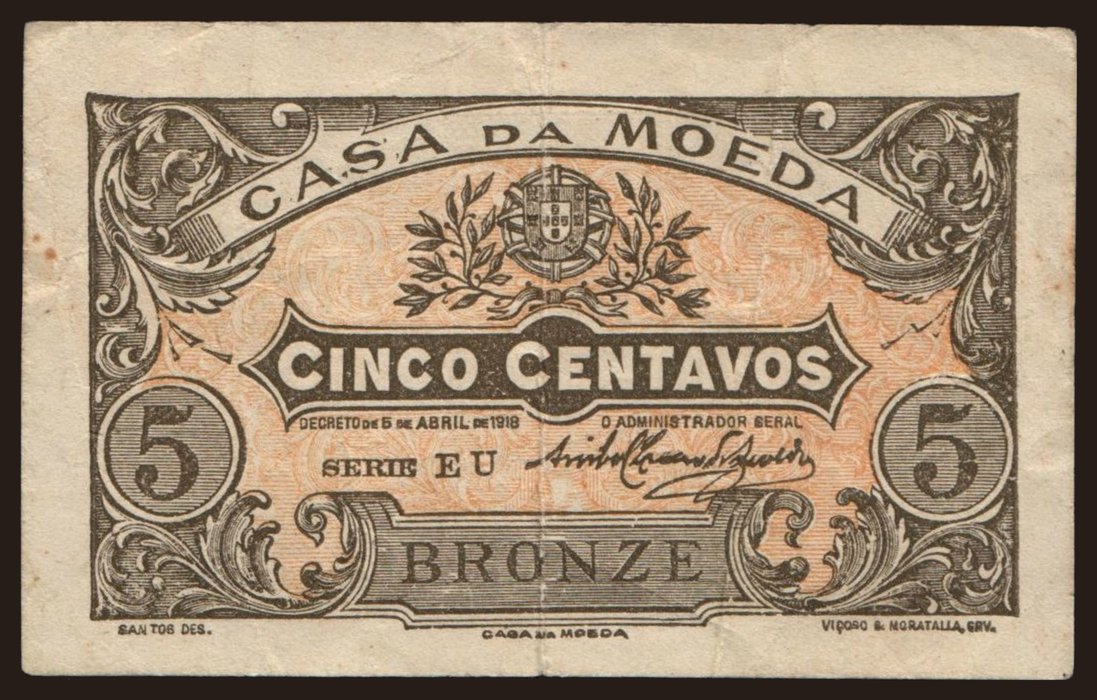 CASA DA MOEDA
CINCO CENTAVOS
DECRETO DE 5 DE ABRIL DE 1918
O ADMINISTRADOR GERAL
5
SERIE EU
5
BRONZE
SANTOS DES.
CASA DA MOEDA
VIÇOSO & MORATALLA, GRV.